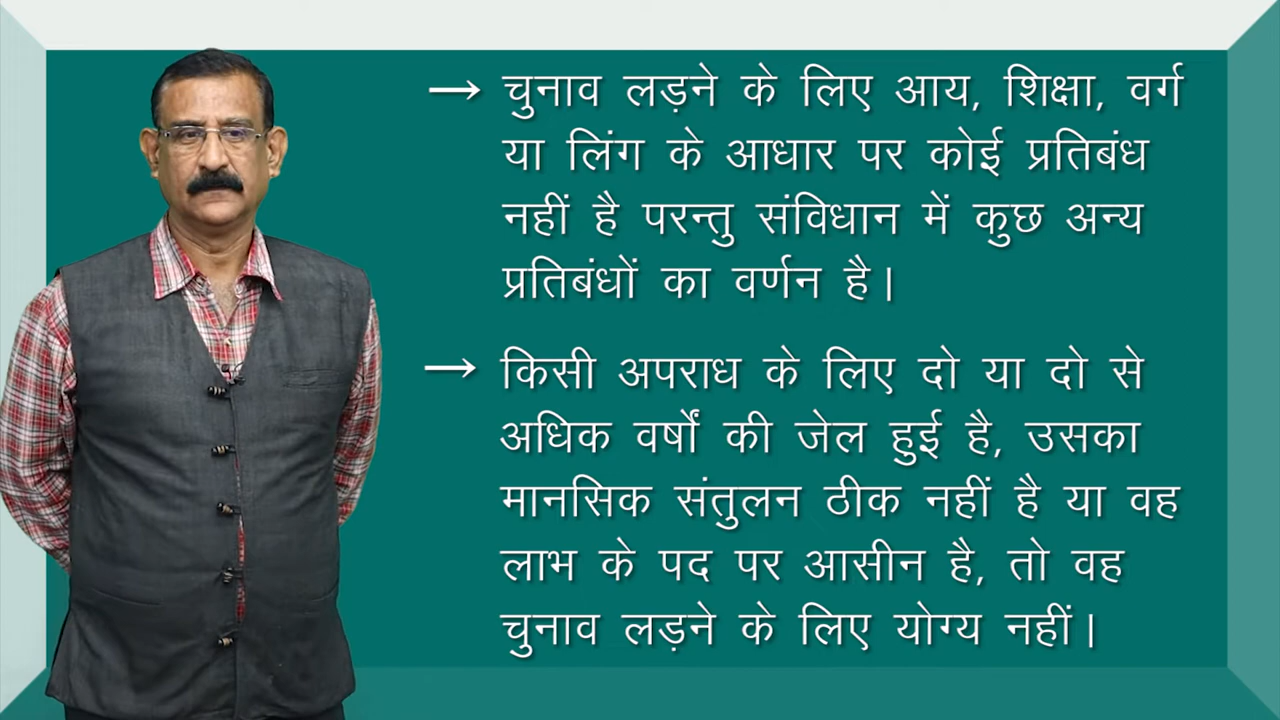 → चुनाव लड़ने के लिए आय, शिक्षा, वर्ग
या लिंग के आधार पर कोई प्रतिबंध
नहीं है परन्तु संविधान में कुछ अन्य
प्रतिबंधों का वर्णन है।
→ किसी अपराध के लिए दो या दो से
अधिक वर्षों की जेल हुई है, उसका
मानसिक संतुलन ठीक नहीं है या वह
लाभ के पद पर आसीन है, तो वह
चुनाव लड़ने के लिए योग्य नहीं।